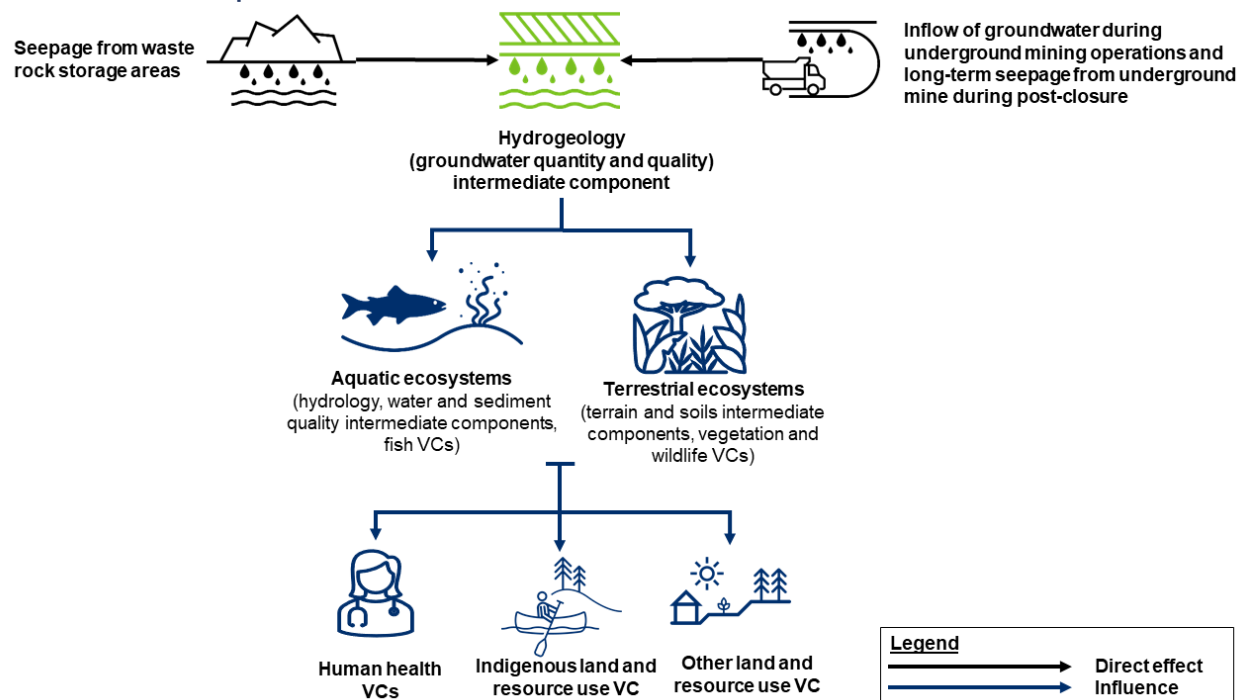 Seepage from waste
rock storage areas
Inflow of groundwater during
underground mining operations and
long-term seepage from underground
mine during post-closure
Hydrogeology
(groundwater quantity and quality)
intermediate component
Aquatic ecosystems
(hydrology, water and sediment
quality intermediate components,
fish VCs)
Terrestrial ecosystems
(terrain and soils intermediate
components, vegetation and
wildlife VCs)
Human health
VCs
Indigenous land and
resource use VC
Other land and
resource use VC
Legend
Direct effect
Influence